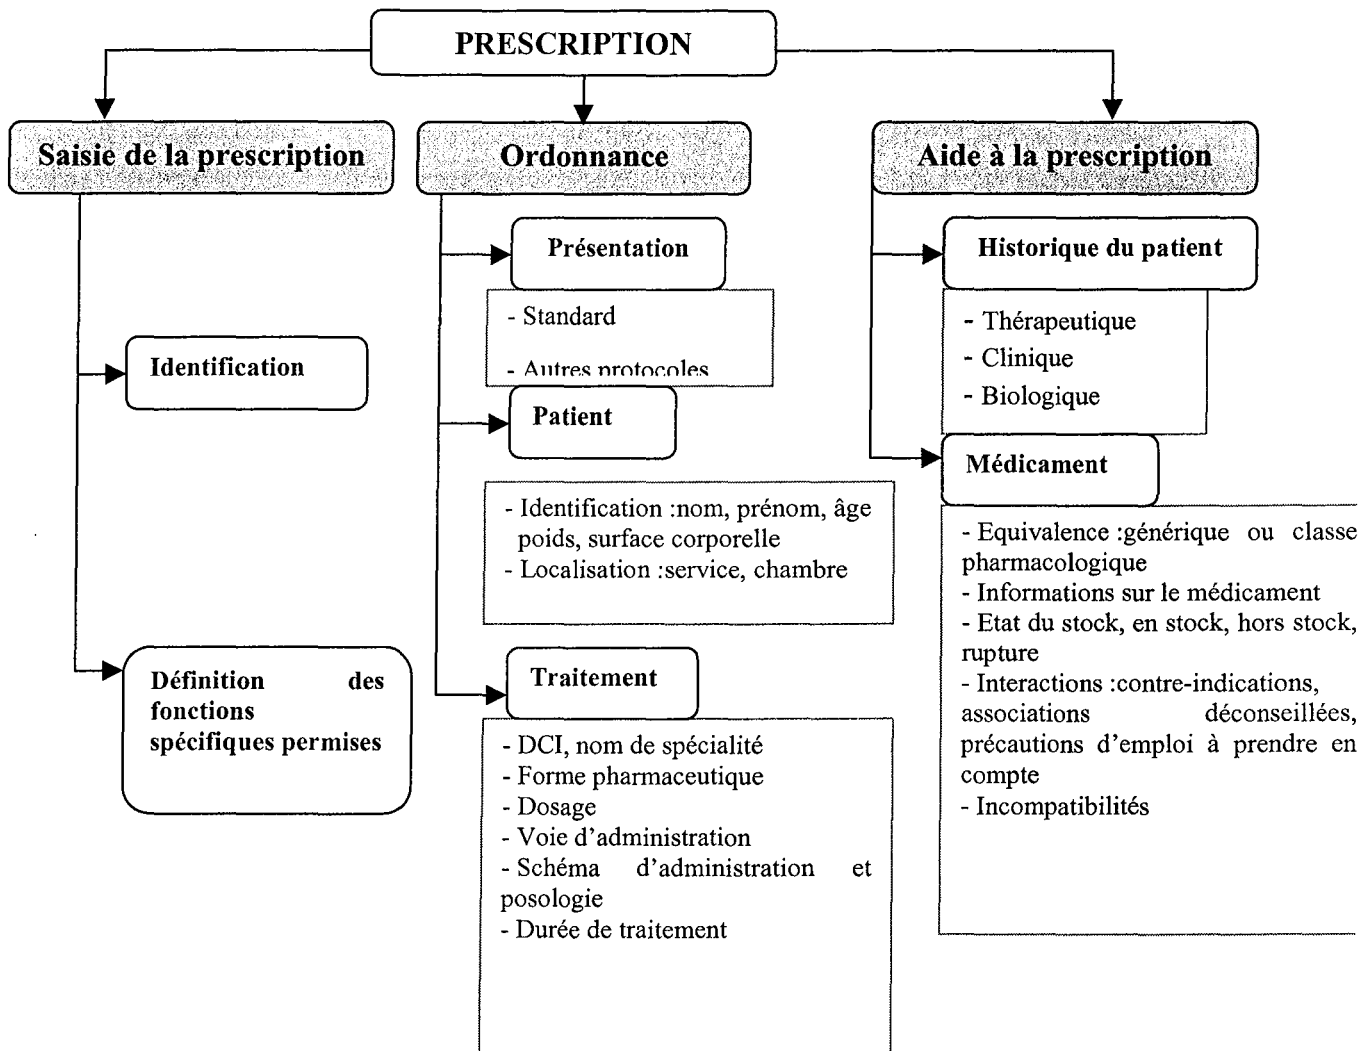 PRESCRIPTION
Saisie de la prescription
Identification
Définition des
fonctions
spécifiques permises
Ordonnance
Présentation
- Standard
- Autres protocoles
Patient
- Identification :nom, prénom, âge
poids, surface corporelle
- Localisation :service, chambre
Traitement
- DCI, nom de spécialité
- Forme pharmaceutique
- Dosage
- Voie d'administration
- Schéma d'administration et
posologie
- Durée de traitement
Aide à la prescription
Historique du patient
- Thérapeutique
- Clinique
- Biologique
Médicament
- Equivalence :générique ou classe
pharmacologique
- Informations sur le médicament
- Etat du stock, en stock, hors stock,
rupture
- Interactions :contre-indications,
associations déconseillées,
précautions d'emploi à prendre en
compte
- Incompatibilités